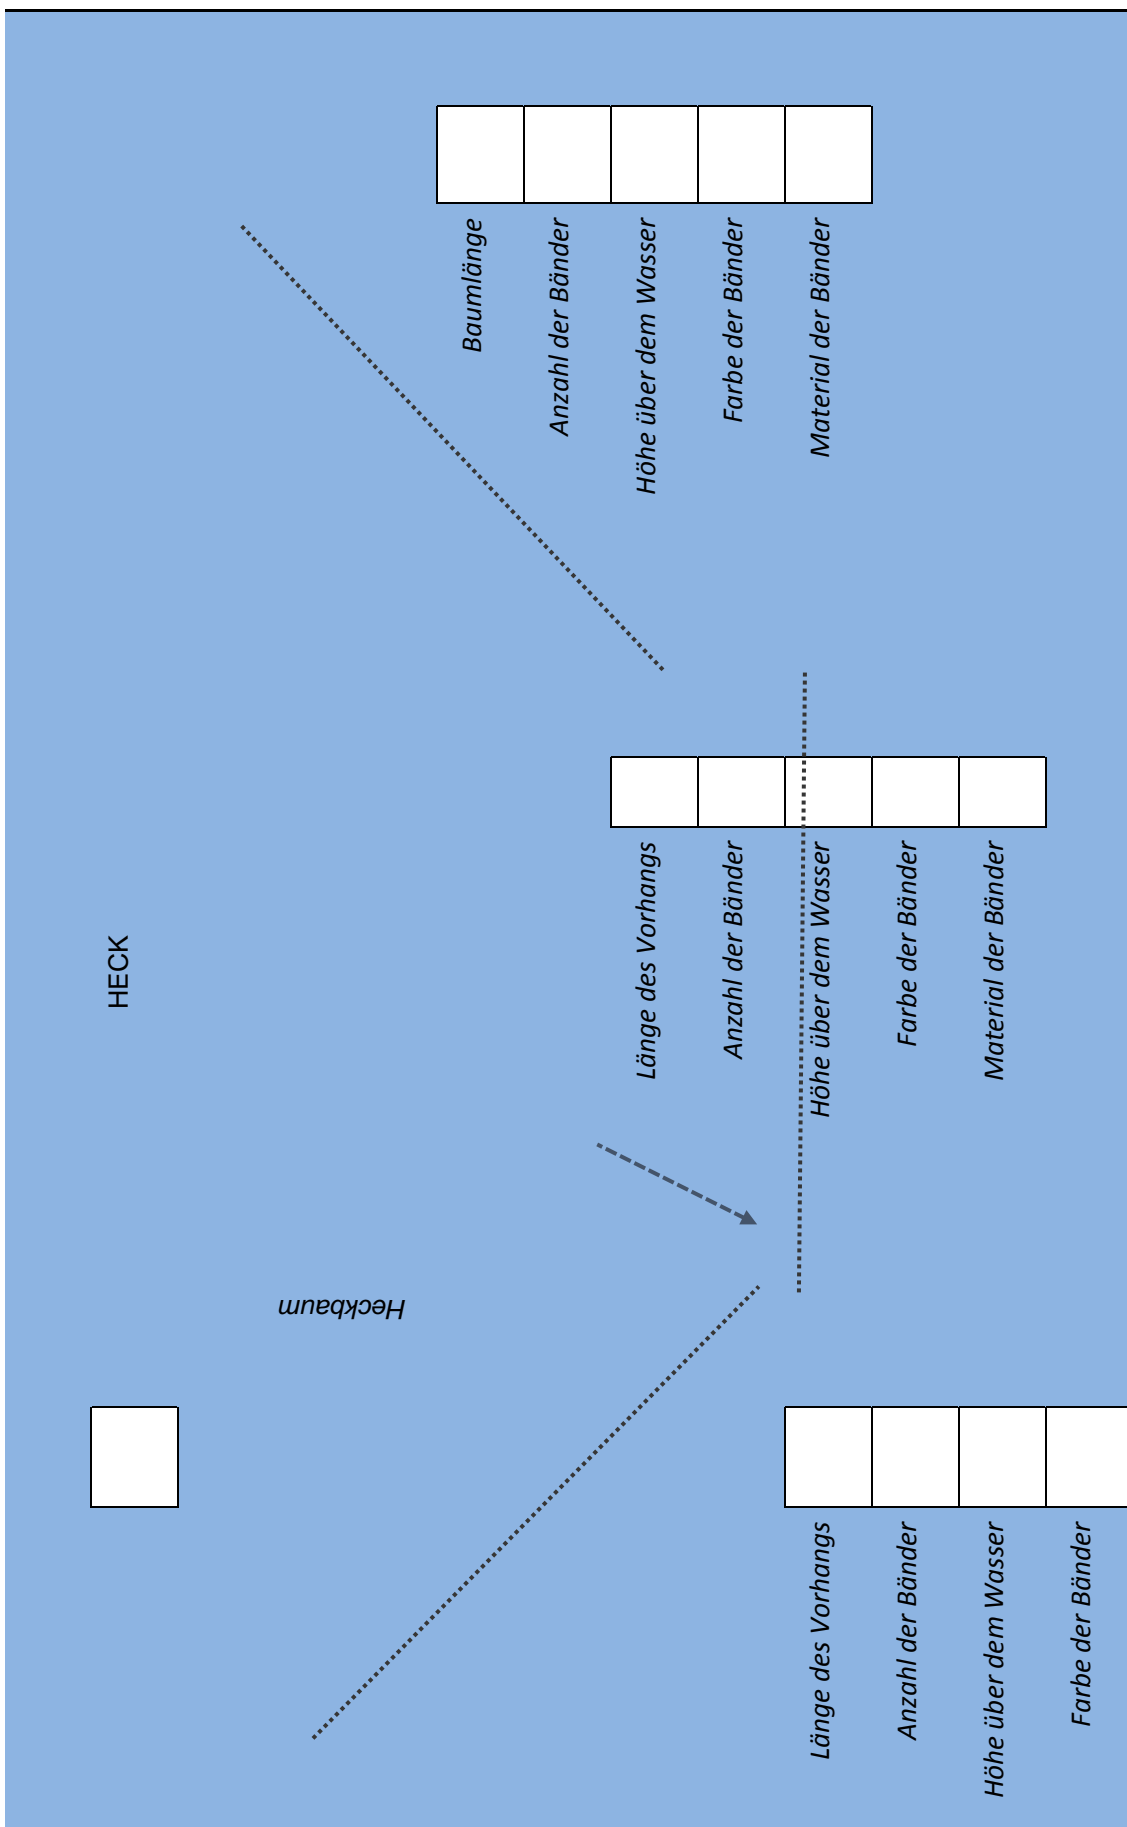 HECK
Heckbaum
Baumlänge
Anzahl der Bänder
Höhe über dem Wasser
Farbe der Bänder
Material der Bänder
Länge des Vorhangs
Anzahl der Bänder
Höhe über dem Wasser
Farbe der Bänder
Material der Bänder
Länge des Vorhangs
Anzahl der Bänder
Höhe über dem Wasser
Farbe der Bänder